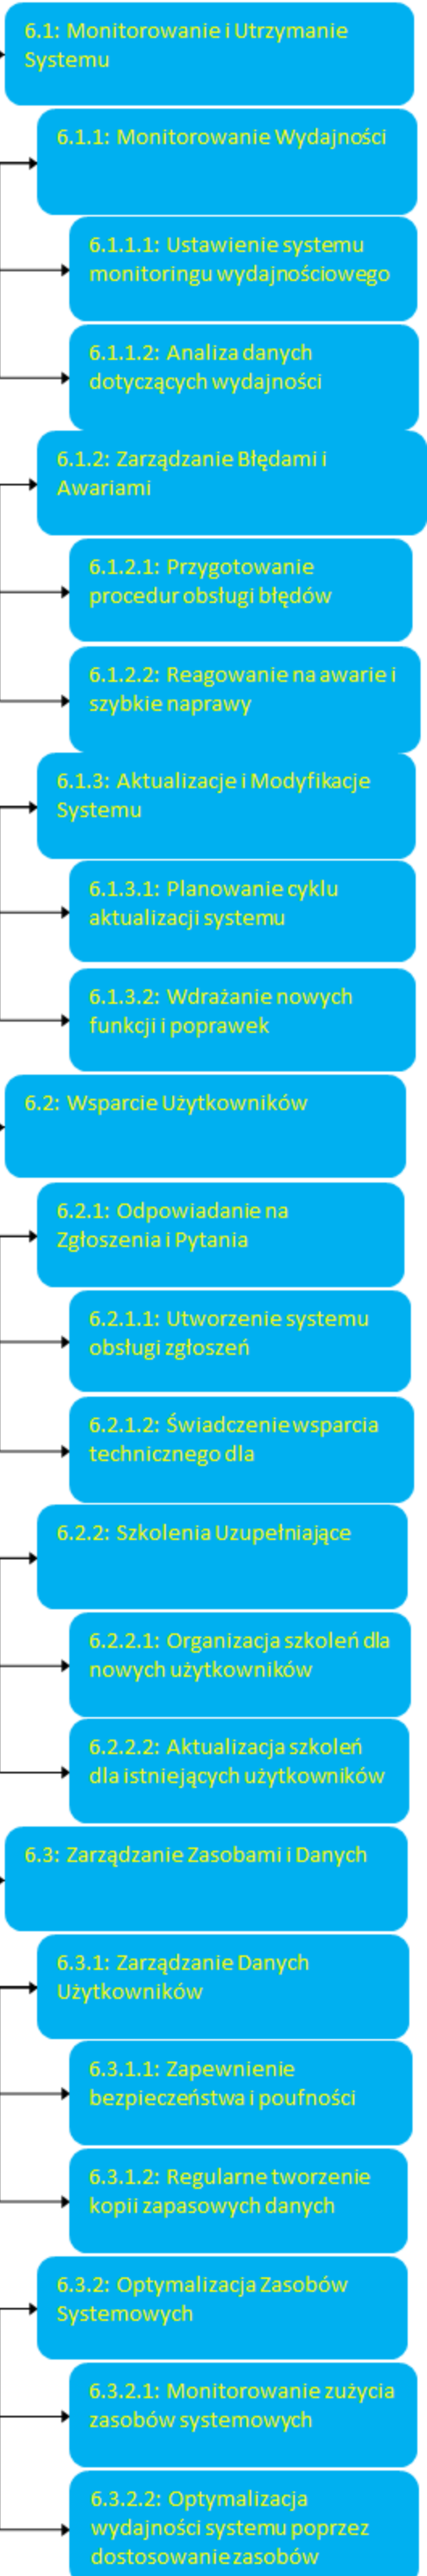 6.1: Monitorowanie i Utrzymanie
Systemu
6.1.1: Monitorowanie Wydajności
6.1.1.1: Ustawienie systemu
monitoringu wydajnościowego
6.1.1.2: Analiza danych
dotyczących wydajności
6.1.2: Zarządzanie Błędami i
Awariami
6.1.2.1: Przygotowanie
procedur obsługi błędów
6.1.2.2: Reagowanie na awarie i
szybkie naprawy
6.1.3: Aktualizacje i Modyfikacje
Systemu
6.1.3.1: Planowanie cyklu
aktualizacji systemu
6.1.3.2: Wdrażanie nowych
funkcji i poprawek
6.2: Wsparcie Użytkowników
6.2.1: Odpowiadanie na
Zgłoszenia i Pytania
6.2.1.1: Utworzenie systemu
obsługi zgłoszeń
6.2.1.2: Świadczenie wsparcia
technicznego dla
6.2.2: Szkolenia Uzupełniające
6.2.2.1: Organizacja szkoleń dla
nowych użytkowników
6.2.2.2: Aktualizacja szkoleń
dla istniejących użytkowników
6.3: Zarządzanie Zasobami i Danych
6.3.1: Zarządzanie Danych
Użytkowników
6.3.1.1: Zapewnienie
bezpieczeństwa i poufności
6.3.1.2: Regularne tworzenie
kopii zapasowych danych
6.3.2: Optymalizacja Zasobów
Systemowych
6.3.2.1: Monitorowanie zużycia
zasobów systemowych
6.3.2.2: Optymalizacja
wydajności systemu poprzez
dostosowanie zasobów